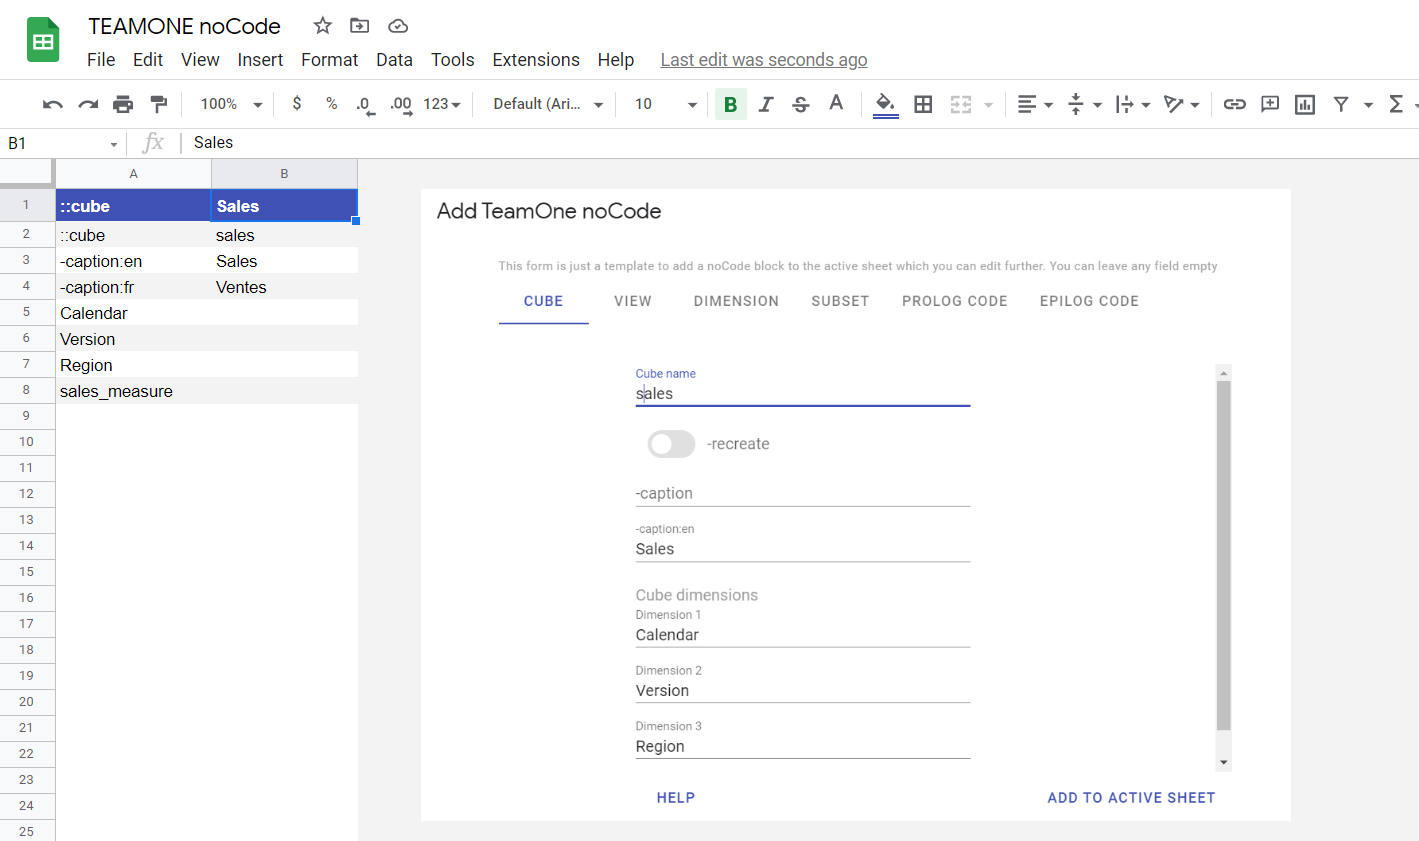 TEAMONE noCode
File Edit View Insert Format Data Tools Extensions Help Last edit was seconds ago
100% $ % .0 .00 123 Default (Ari... 10 B I S A
B1 fx Sales
A B
1 ::cube Sales
2 ::cube sales
3 -caption:en Sales
4 -caption:fr Ventes
5 Calendar
6 Version
7 Region
8 sales_measure
9
10
11
12
13
14
15
16
17
18
19
20
21
22
23
24
25
Add TeamOne noCode
This form is just a template to add a noCode block to the active sheet which you can edit further. You can leave any field empty
CUBE VIEW DIMENSION SUBSET PROLOG CODE EPILOG CODE
Cube name
sales
-recreate
-caption
-caption:en
Sales
Cube dimensions
Dimension 1
Calendar
Dimension 2
Version
Dimension 3
Region
HELP ADD TO ACTIVE SHEET